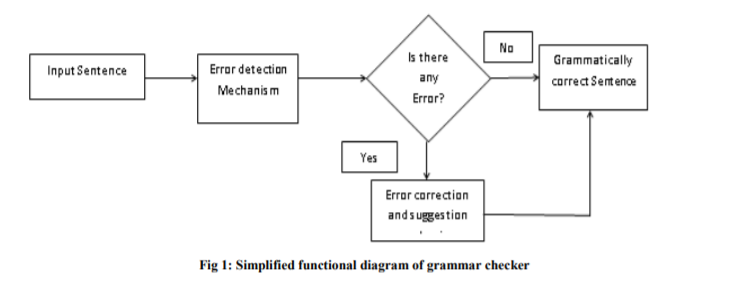 Input Sentence
Error detection
Mechanism
Is there
any
Error?
No
Grammatically
correct Sentence
Yes
Error correction
and suggestion
Fig 1: Simplified functional diagram of grammar checker